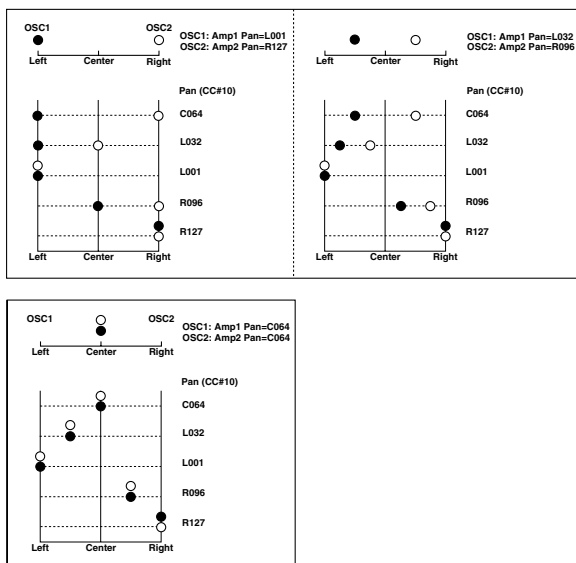 OSC1 OSC2
OSC1: Amp1 Pan=L001
OSC2: Amp2 Pan=R127
Left Center Right
Pan (CC#10)
C064
L032
L001
R096
R127
Left Center Right
OSC1: Amp1 Pan=L032
OSC2: Amp2 Pan=R096
Left Center Right
Pan (CC#10)
C064
L032
L001
R096
R127
Left Center Right
OSC1 OSC2
OSC1: Amp1 Pan=C064
OSC2: Amp2 Pan=C064
Left Center Right
Pan (CC#10)
C064
L032
L001
R096
R127
Left Center Right